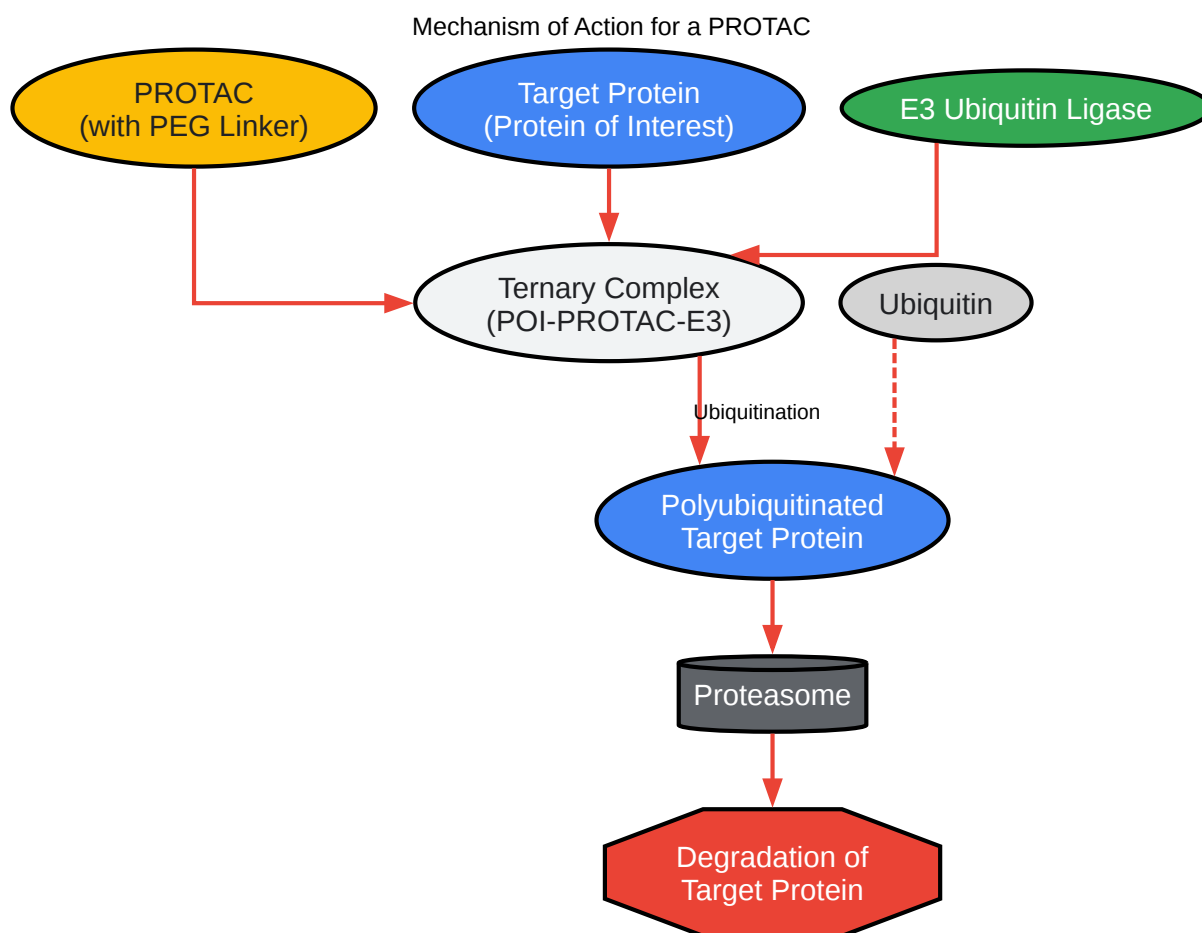 Mechanism of Action for a PROTAC
PROTAC
(with PEG Linker)
Target Protein
(Protein of Interest)
E3 Ubiquitin Ligase
Ternary Complex
(POI-PROTAC-E3)
Ubiquitin
Ubiquitination
Polyubiquitinated
Target Protein
Proteasome
Degradation of
Target Protein